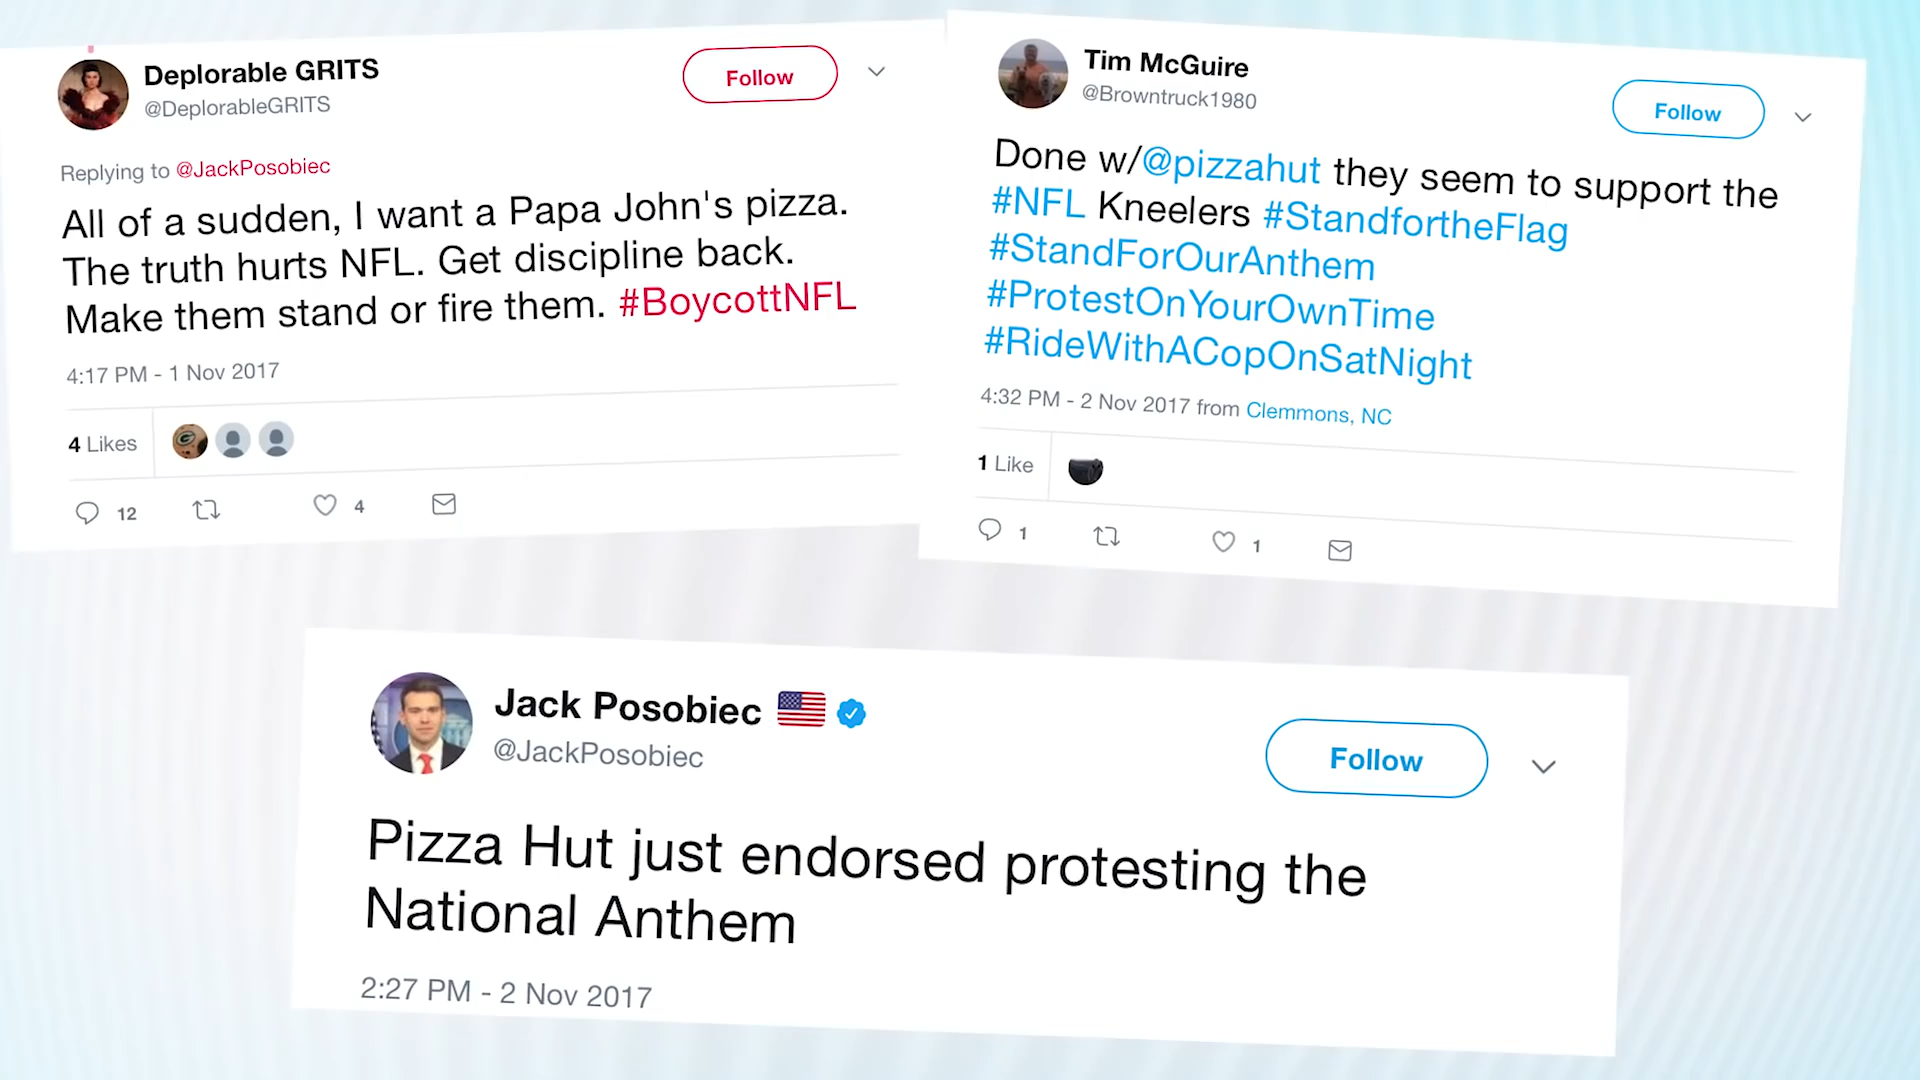 Deplorable GRITS
@DeplorableGRITS
Follow
Replying to @JackPosobiec
All of a sudden, I want a Papa John's pizza.
The truth hurts NFL. Get discipline back.
Make them stand or fire them. #BoycottNFL
4:17 PM - 1 Nov 2017
4 Likes
12 4
Tim McGuire
@Browntruck1980
Follow
Done w/@pizzahut they seem to support the
#NFL Kneelers #StandfortheFlag
#StandForOurAnthem
#ProtestOnYourOwnTime
#RideWithACopOnSatNight
4:32 PM - 2 Nov 2017 from Clemmons, NC
1 Like
1 1
Jack Posobiec
@JackPosobiec
Follow
Pizza Hut just endorsed protesting the
National Anthem
2:27 PM - 2 Nov 2017